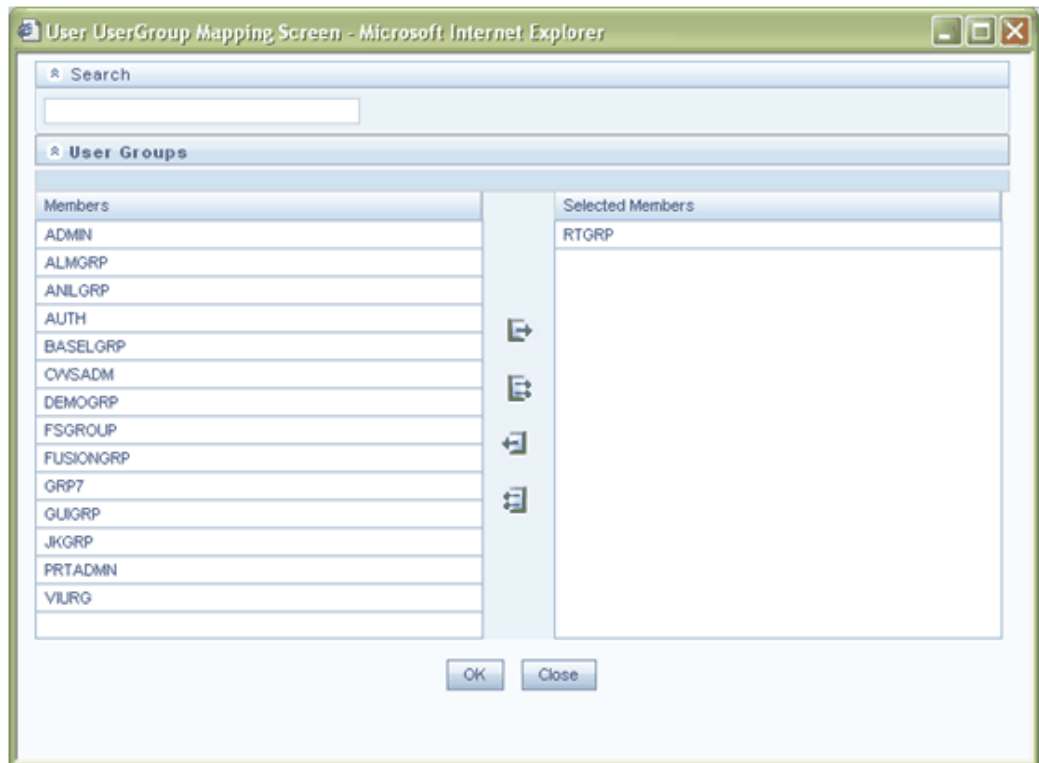 User UserGroup Mapping Screen - Microsoft Internet Explorer
Search
User Groups
Members
Selected Members
ADMIN
RTGRP
ALMGRP
ANILGRP
AUTH
BASELGRP
CWSADM
DEMOGRP
FSGROUP
FUSIONGRP
GRP7
GUIGRP
JKGRP
PRTADMN
VIURG
OK
Close